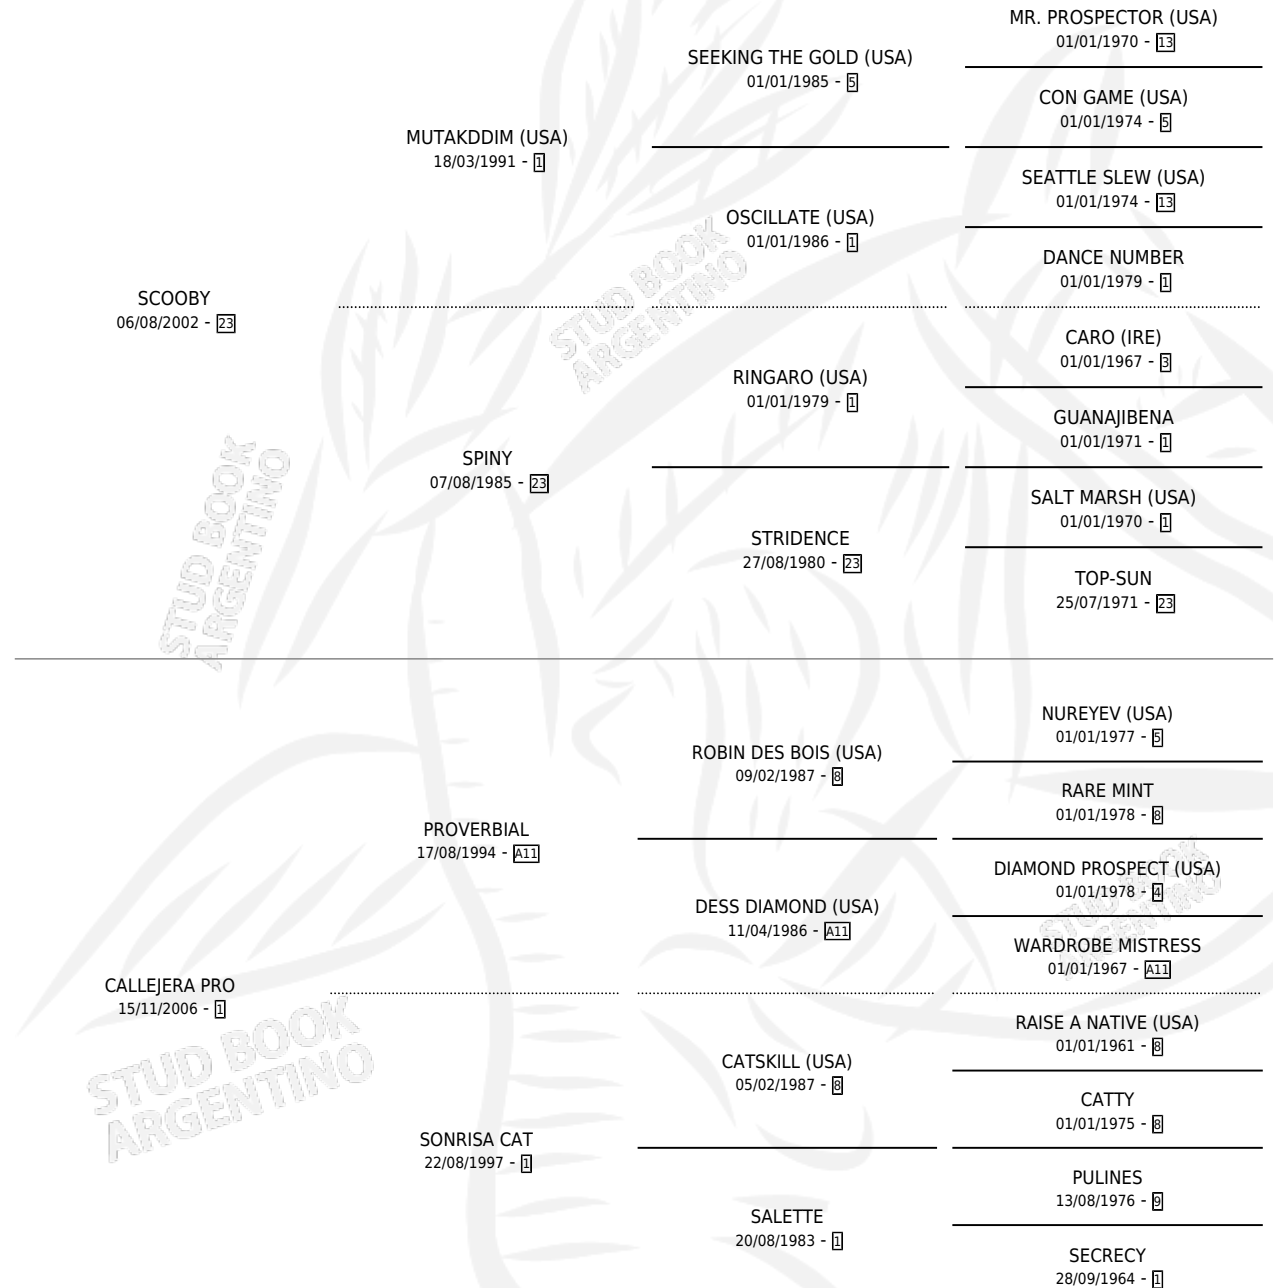 MR. PROSPECTOR (USA)
01/01/1970 - 13
SEEKING THE GOLD (USA)
01/01/1985 - 5
CON GAME (USA)
01/01/1974 - 5
MUTAKDDIM (USA)
18/03/1991 - 1
SEATTLE SLEW (USA)
01/01/1974 - 13
OSCILLATE (USA)
01/01/1986 - 1
DANCE NUMBER
01/01/1979 - 1
SCOOBY
06/08/2002 - 23
CARO (IRE)
01/01/1967 - 3
RINGARO (USA)
01/01/1979 - 1
GUANAJIBENA
01/01/1971 - 1
SPINY
07/08/1985 - 23
SALT MARSH (USA)
01/01/1970 - 1
STRIDENCE
27/08/1980 - 23
TOP-SUN
25/07/1971 - 23
STUD BOOK
ARGENTINO
STUD BOOK
ARGENTINO
NUREYEV (USA)
01/01/1977 - 5
ROBIN DES BOIS (USA)
09/02/1987 - 8
RARE MINT
01/01/1978 - 8
PROVERBIAL
17/08/1994 - A11
DIAMOND PROSPECT (USA)
01/01/1978 - 4
DESS DIAMOND (USA)
11/04/1986 - A11
WARDROBE MISTRESS
01/01/1967 - A11
CALLEJERA PRO
15/11/2006 - 1
RAISE A NATIVE (USA)
01/01/1961 - 8
CATSKILL (USA)
05/02/1987 - 8
CATTY
01/01/1975 - 8
SONRISA CAT
22/08/1997 - 1
PULINES
13/08/1976 - 9
SALETTE
20/08/1983 - 1
SECRECY
28/09/1964 - 1
STUD BOOK
ARGENTINO
STUD BOOK
ARGENTINO